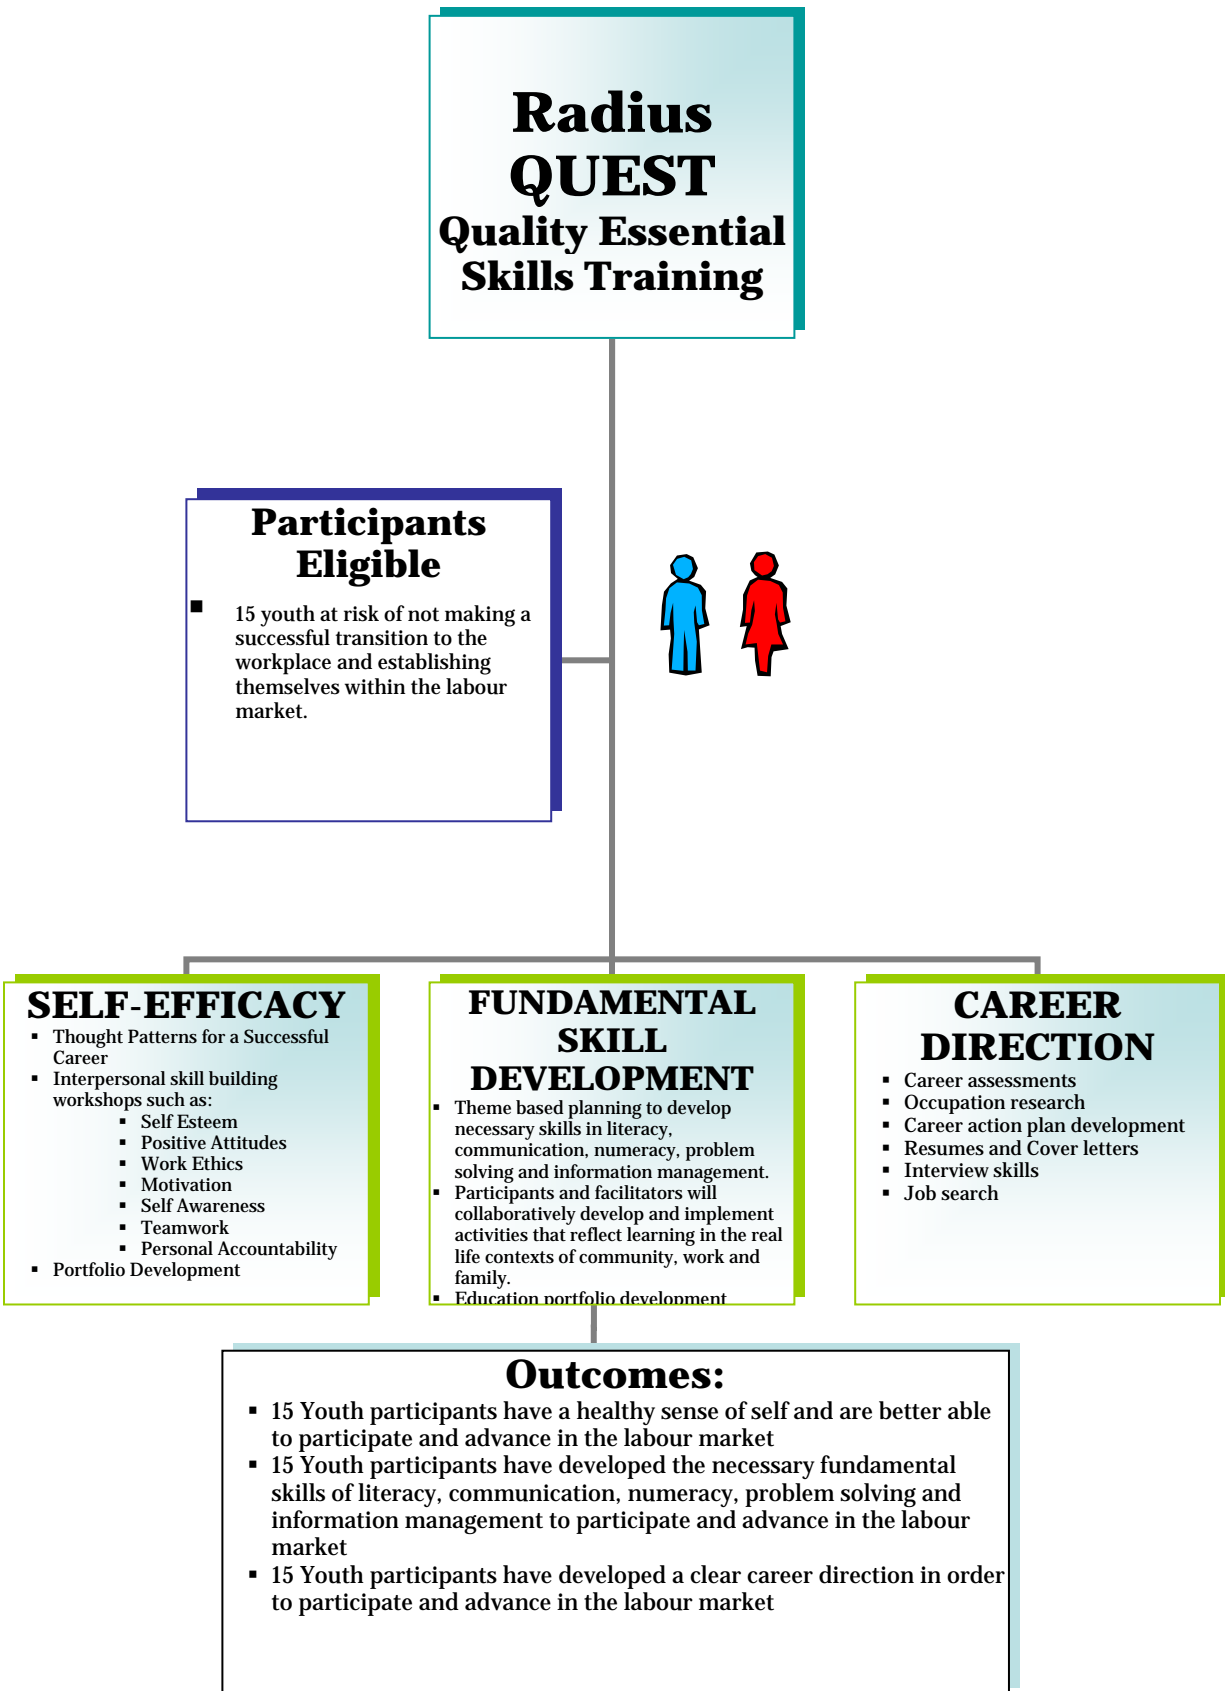 Radius
QUEST
Quality Essential
Skills Training
Participants
Eligible
▪ 15 youth at risk of not making a
successful transition to the
workplace and establishing
themselves within the labour
market.
SELF-EFFICACY
▪ Thought Patterns for a Successful
Career
▪ Interpersonal skill building
workshops such as:
▪ Self Esteem
▪ Positive Attitudes
▪ Work Ethics
▪ Motivation
▪ Self Awareness
▪ Teamwork
▪ Personal Accountability
▪ Portfolio Development
FUNDAMENTAL
SKILL
DEVELOPMENT
▪ Theme based planning to develop
necessary skills in literacy,
communication, numeracy, problem
solving and information management.
▪ Participants and facilitators will
collaboratively develop and implement
activities that reflect learning in the real
life contexts of community, work and
family.
▪ Education portfolio development
CAREER
DIRECTION
▪ Career assessments
▪ Occupation research
▪ Career action plan development
▪ Resumes and Cover letters
▪ Interview skills
▪ Job search
Outcomes:
▪ 15 Youth participants have a healthy sense of self and are better able
to participate and advance in the labour market
▪ 15 Youth participants have developed the necessary fundamental
skills of literacy, communication, numeracy, problem solving and
information management to participate and advance in the labour
market
▪ 15 Youth participants have developed a clear career direction in order
to participate and advance in the labour market